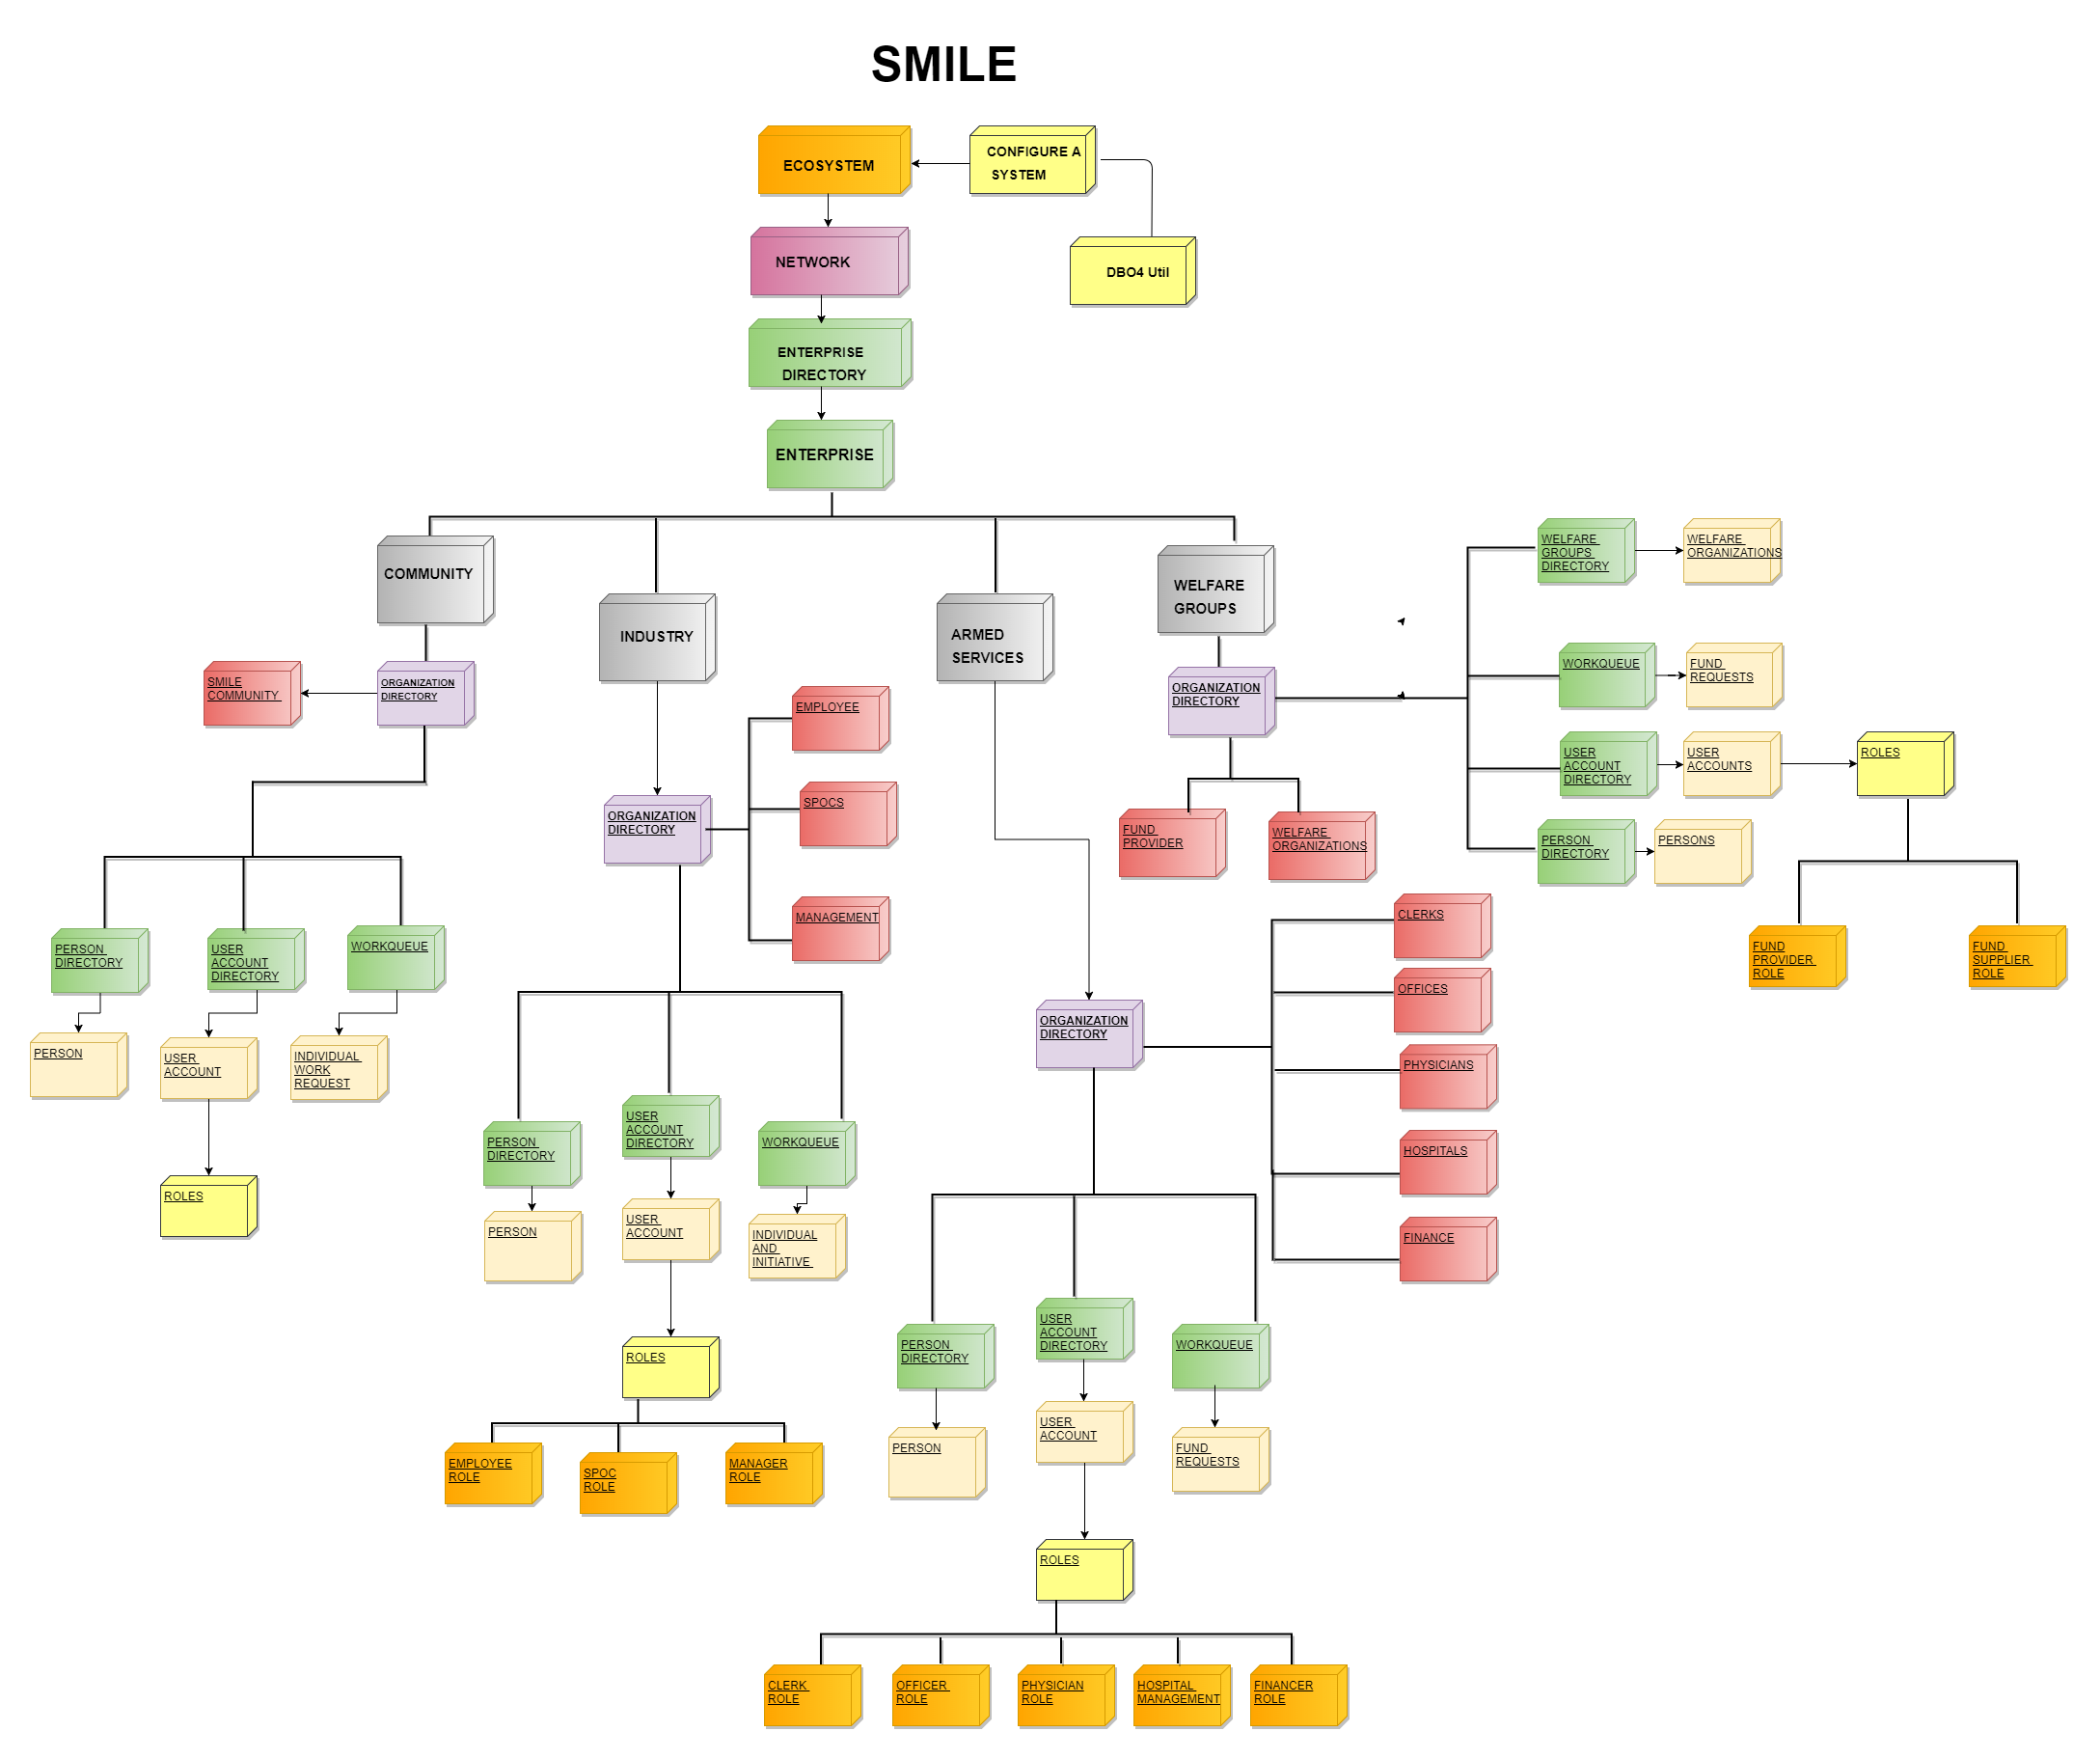 SMILE
ECOSYSTEM
CONFIGURE A
SYSTEM
NETWORK
DBO4 Util
ENTERPRISE
DIRECTORY
ENTERPRISE
COMMUNITY
INDUSTRY
ARMED
SERVICES
WELFARE
GROUPS
WELFARE
GROUPS
DIRECTORY
WELFARE
ORGANIZATIONS
WORKQUEUE
FUND
REQUESTS
SMILE
COMMUNITY
ORGANIZATION
DIRECTORY
ORGANIZATION
DIRECTORY
EMPLOYEE
USER
ACCOUNT
DIRECTORY
USER
ACCOUNTS
ROLES
SPOCS
ORGANIZATION
DIRECTORY
FUND
PROVIDER
WELFARE
ORGANIZATIONS
PERSON
DIRECTORY
PERSONS
MANAGEMENT
CLERKS
PERSON
DIRECTORY
USER
ACCOUNT
DIRECTORY
WORKQUEUE
FUND
PROVIDER
ROLE
FUND
SUPPLIER
ROLE
OFFICES
ORGANIZATION
DIRECTORY
PERSON
USER
ACCOUNT
INDIVIDUAL
WORK
REQUEST
PHYSICIANS
PERSON
DIRECTORY
USER
ACCOUNT
DIRECTORY
WORKQUEUE
HOSPITALS
ROLES
PERSON
USER
ACCOUNT
INDIVIDUAL
AND
INITIATIVE
FINANCE
PERSON
DIRECTORY
USER
ACCOUNT
DIRECTORY
WORKQUEUE
ROLES
PERSON
USER
ACCOUNT
FUND
REQUESTS
EMPLOYEE
ROLE
SPOC
ROLE
MANAGER
ROLE
ROLES
CLERK
ROLE
OFFICER
ROLE
PHYSICIAN
ROLE
HOSPITAL
MANAGEMENT
FINANCER
ROLE